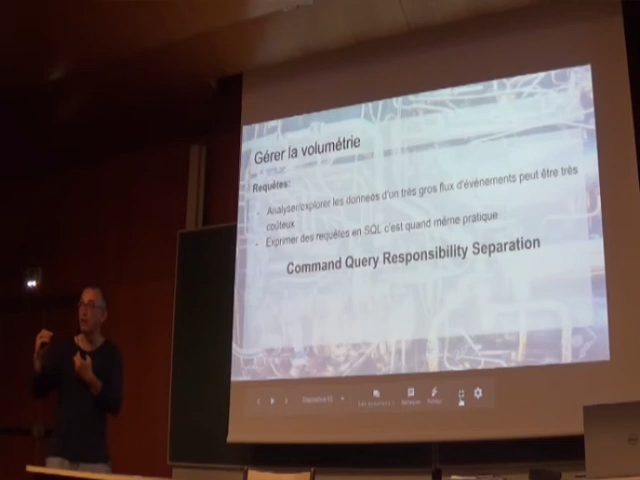 Gérer la volumétrie
Requêtes:
- Analyser/explorer les données d'un très gros flux d'événements peut être très
coûteux
- Exprimer des requêtes en SQL c'est quand même pratique
Command Query Responsibility Separation